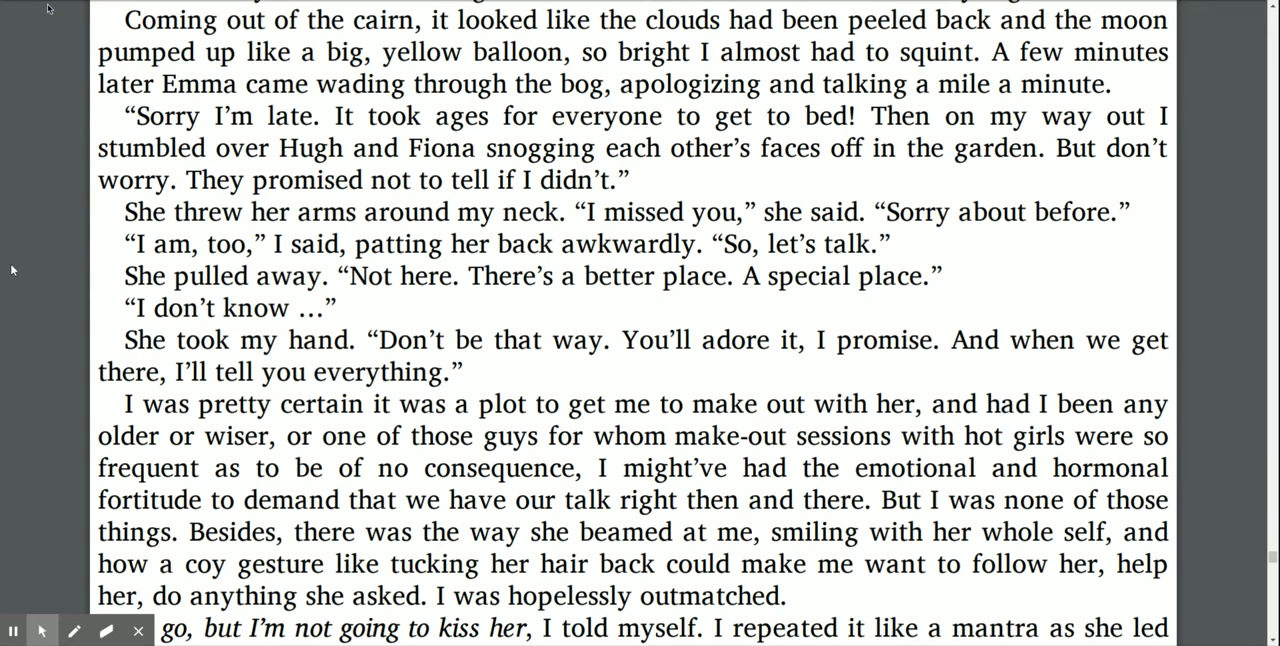 Coming out of the cairn, it looked like the clouds had been peeled back and the moon
pumped up like a big, yellow balloon, so bright I almost had to squint. A few minutes
later Emma came wading through the bog, apologizing and talking a mile a minute.
“Sorry I’m late. It took ages for everyone to get to bed! Then on my way out I
stumbled over Hugh and Fiona snogging each other’s faces off in the garden. But don’t
worry. They promised not to tell if I didn’t.”
She threw her arms around my neck. “I missed you,” she said. “Sorry about before.”
“I am, too,” I said, patting her back awkwardly. “So, let’s talk.”
She pulled away. “Not here. There’s a better place. A special place.”
“I don’t know …”
She took my hand. “Don’t be that way. You’ll adore it, I promise. And when we get
there, I’ll tell you everything.”
I was pretty certain it was a plot to get me to make out with her, and had I been any
older or wiser, or one of those guys for whom make-out sessions with hot girls were so
frequent as to be of no consequence, I might’ve had the emotional and hormonal
fortitude to demand that we have our talk right then and there. But I was none of those
things. Besides, there was the way she beamed at me, smiling with her whole self, and
how a coy gesture like tucking her hair back could make me want to follow her, help
her, do anything she asked. I was hopelessly outmatched.
go, but I’m not going to kiss her, I told myself. I repeated it like a mantra as she led